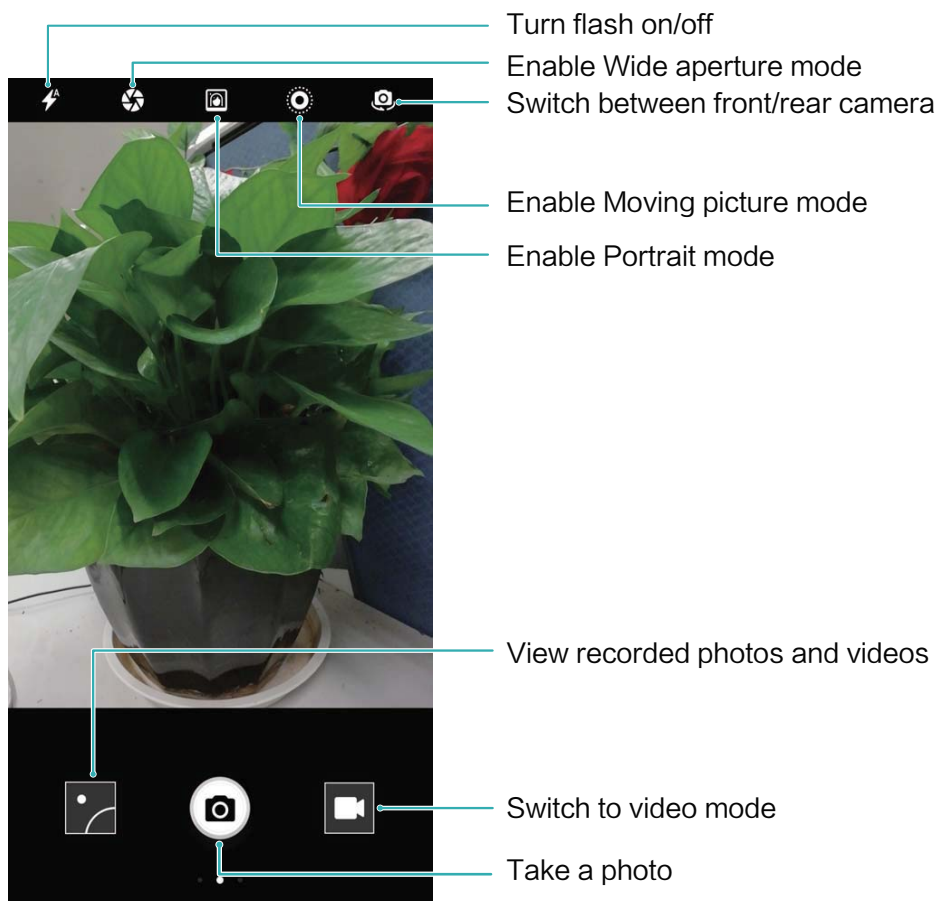 Turn flash on/off
Enable Wide aperture mode
Switch between front/rear camera
A
Enable Moving picture mode
Enable Portrait mode
View recorded photos and videos
Switch to video mode
Take a photo